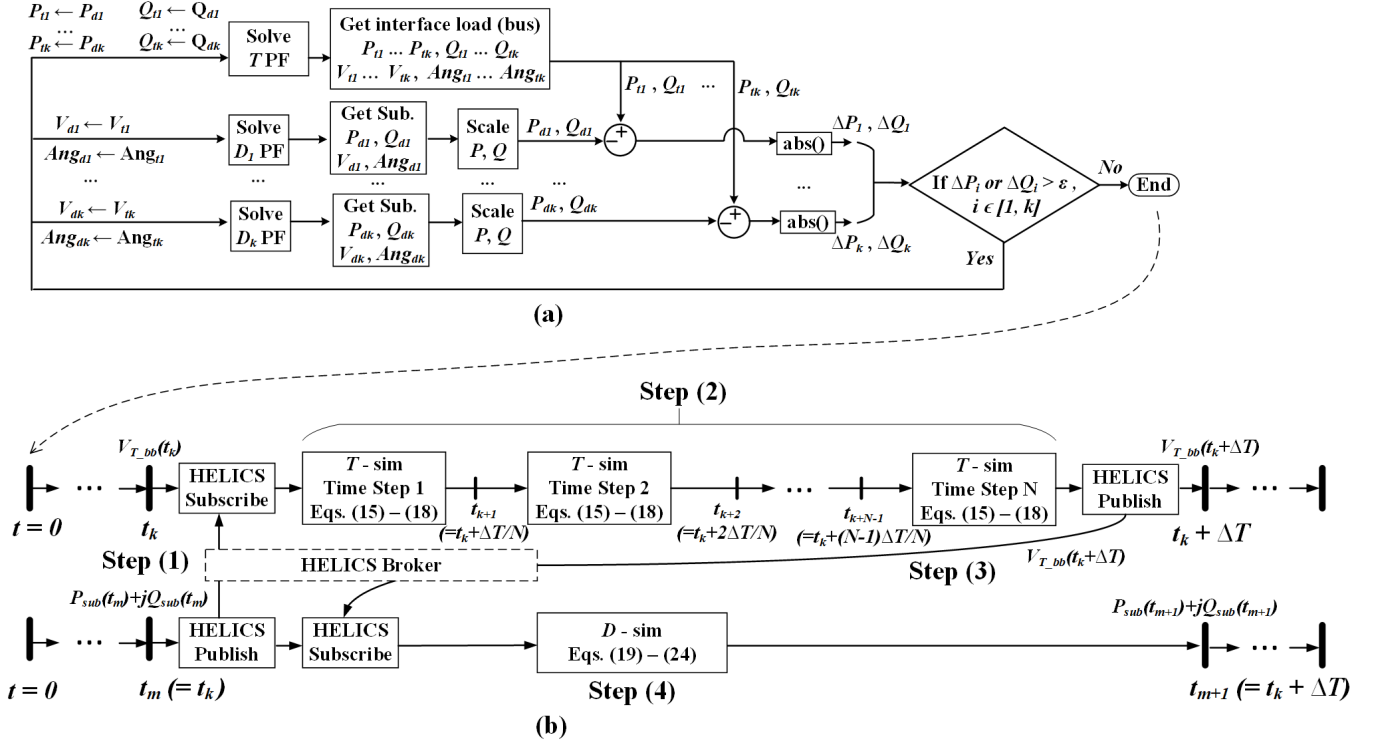 P_t1 ← P_d1 Q_t1 ← Q_d1
... ...
P_tk ← P_dk Q_tk ← Q_dk
Solve
T PF
Get interface load (bus)
P_t1 ... P_tk , Q_t1 ... Q_tk
V_t1 ... V_tk , Ang_t1 ... Ang_tk
P_t1 , Q_t1 ... P_tk , Q_tk
V_d1 ← V_t1
Ang_d1 ← Ang_t1
Solve
D_1 PF
Get Sub.
P_d1 , Q_d1
V_d1 , Ang_d1
Scale
P, Q
P_d1 , Q_d1
− +
abs()
ΔP_1 , ΔQ_1
... ... ... ... ... ...
V_dk ← V_tk
Ang_dk ← Ang_tk
Solve
D_k PF
Get Sub.
P_dk , Q_dk
V_dk , Ang_dk
Scale
P, Q
P_dk , Q_dk
− +
abs()
ΔP_k , ΔQ_k
If ΔP_i or ΔQ_i > ε ,
i ϵ [1, k]
No
End
Yes
(a)
Step (2)
V_T_bb(t_k)
HELICS
Subscribe
T - sim
Time Step 1
Eqs. (15) – (18)
T - sim
Time Step 2
Eqs. (15) – (18)
...
T - sim
Time Step N
Eqs. (15) – (18)
HELICS
Publish
V_T_bb(t_k+ΔT)
... ...
t = 0
t_k
t_k+1
(=t_k+ΔT/N)
t_k+2
(=t_k+2ΔT/N)
t_k+N-1
(=t_k+(N-1)ΔT/N)
t_k + ΔT
Step (1)
HELICS Broker
Step (3)
V_T_bb(t_k+ΔT)
P_sub(t_m)+jQ_sub(t_m)
HELICS
Publish
HELICS
Subscribe
D - sim
Eqs. (19) – (24)
P_sub(t_m+1)+jQ_sub(t_m+1)
... ...
t = 0
t_m (= t_k)
Step (4)
t_m+1 (= t_k + ΔT)
(b)